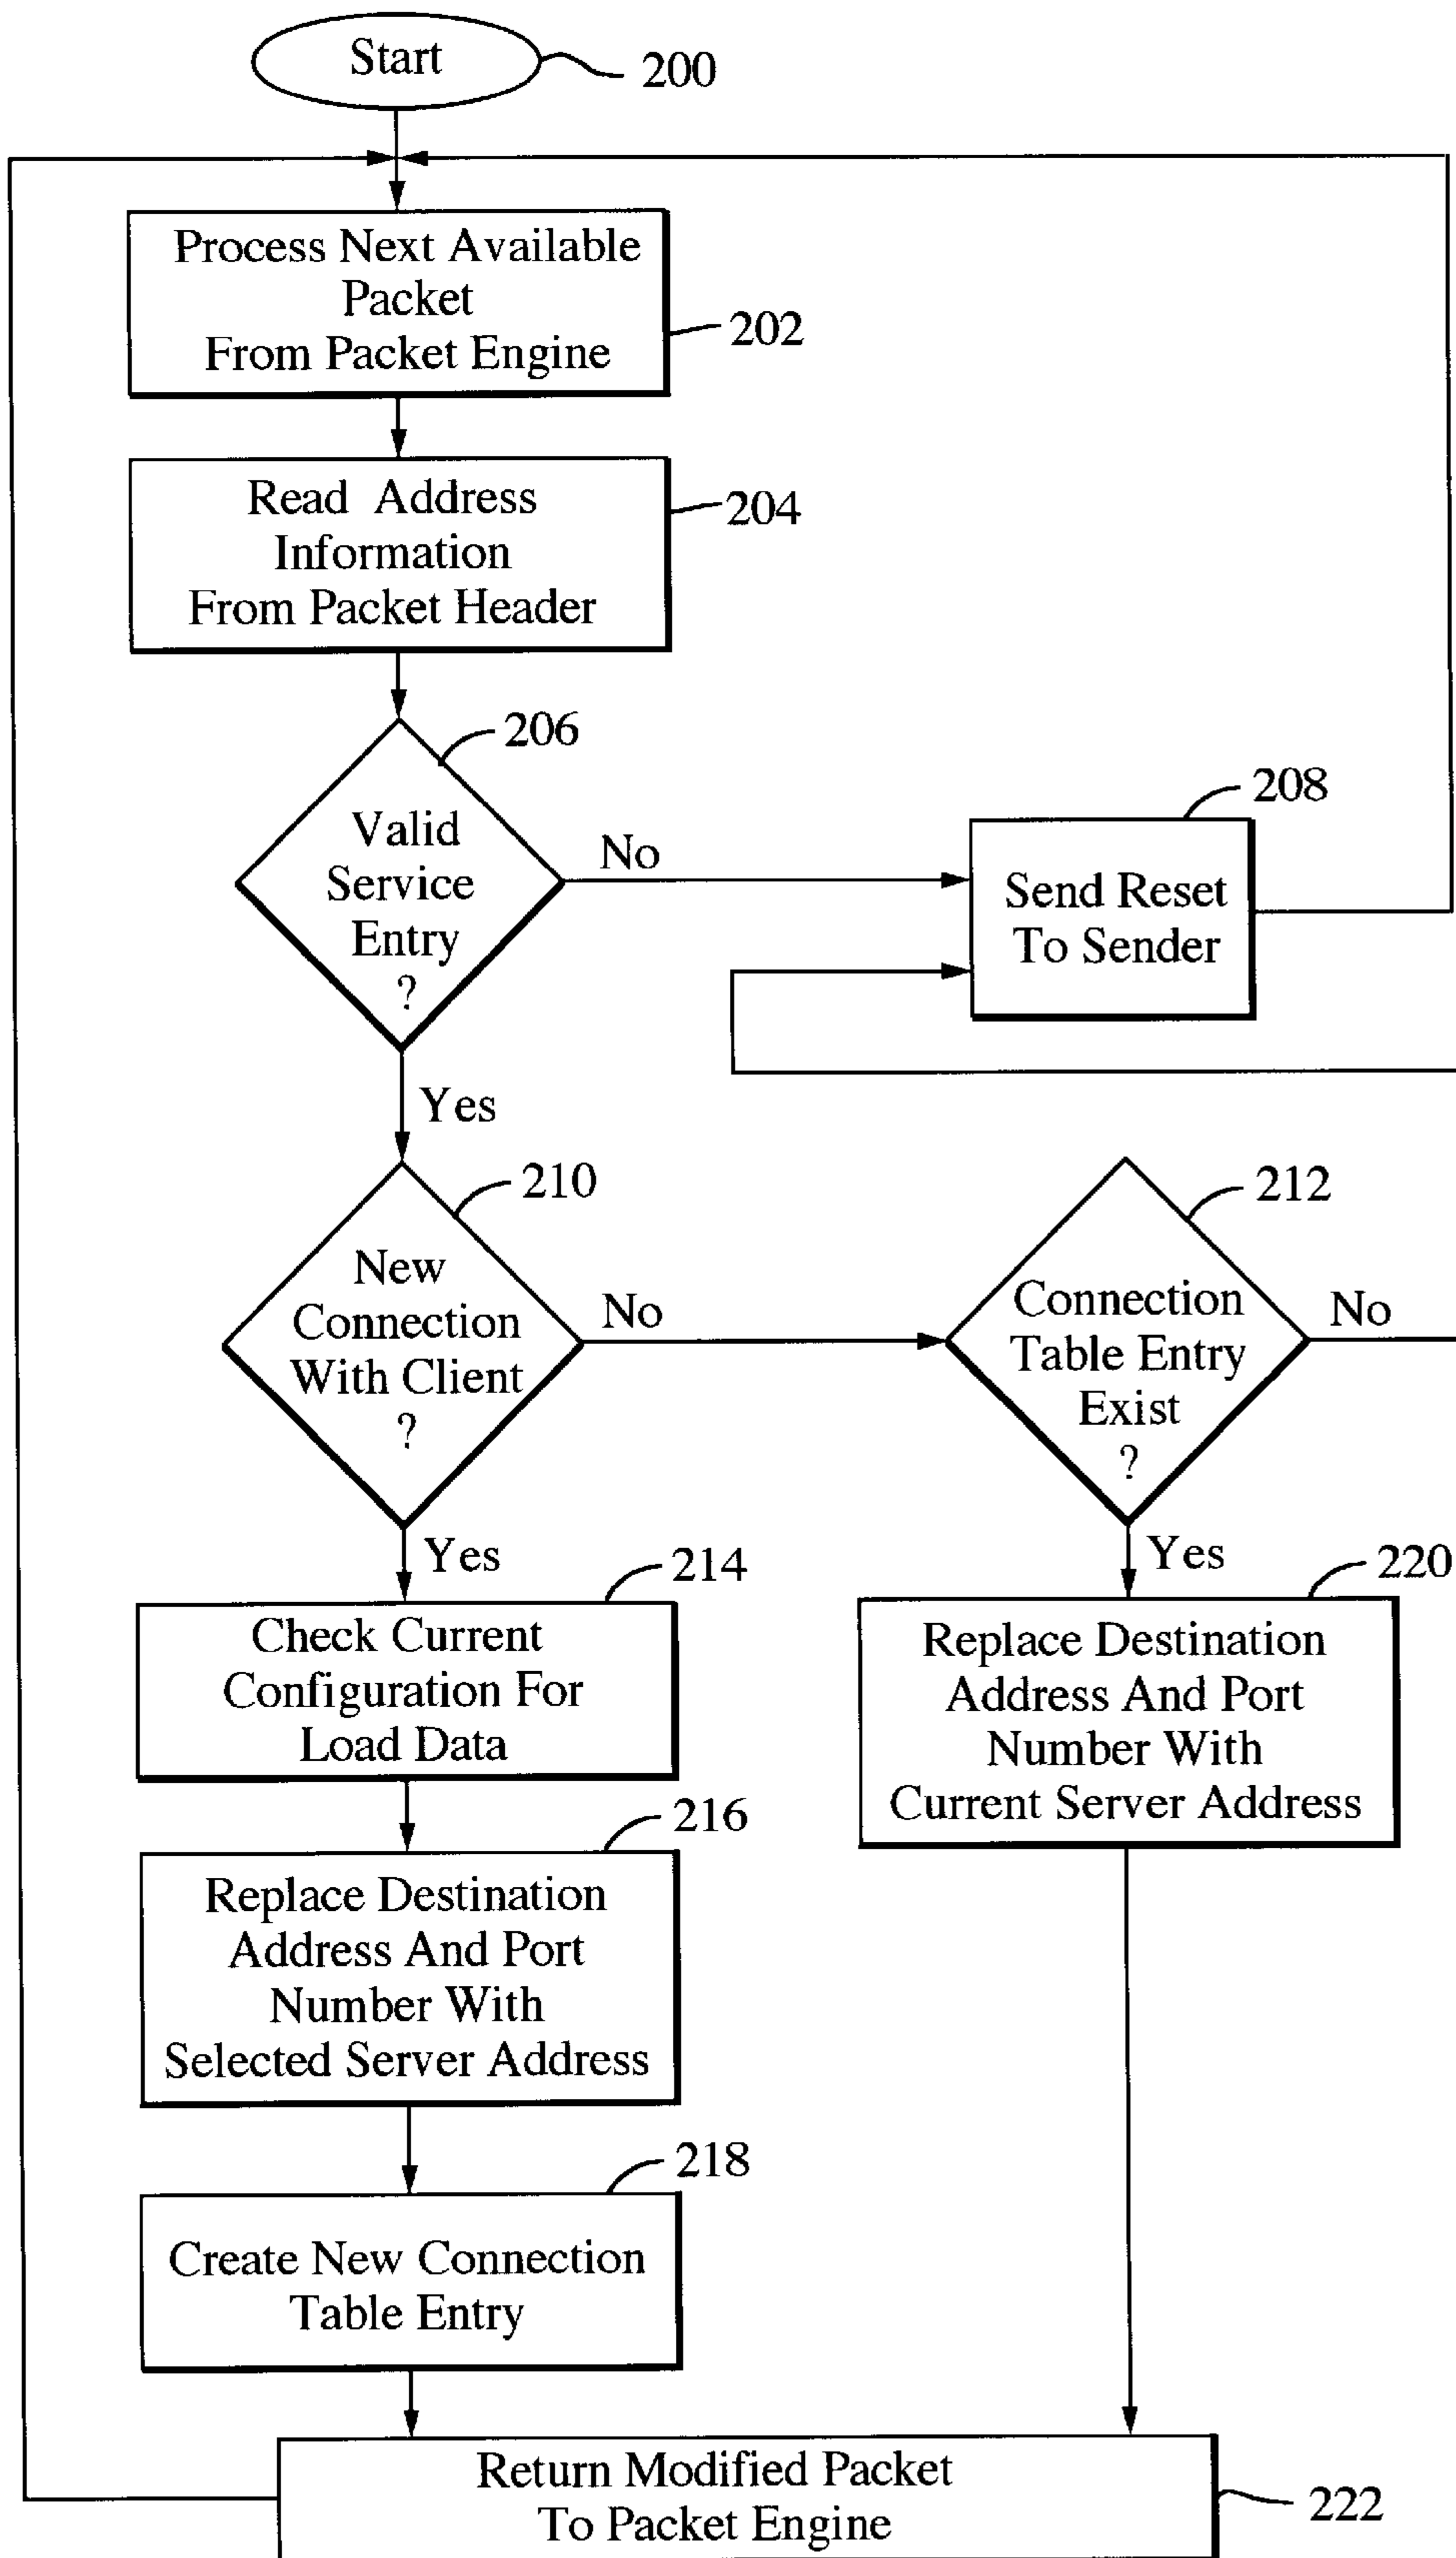 Start
200
Process Next Available
Packet
From Packet Engine
202
Read Address
Information
From Packet Header
204
206
Valid
Service
Entry
?
No
208
Send Reset
To Sender
Yes
210
New
Connection
With Client
?
No
212
Connection
Table Entry
Exist
?
No
Yes
214
Check Current
Configuration For
Load Data
Yes
220
Replace Destination
Address And Port
Number With
Current Server Address
216
Replace Destination
Address And Port
Number With
Selected Server Address
218
Create New Connection
Table Entry
Return Modified Packet
To Packet Engine
222